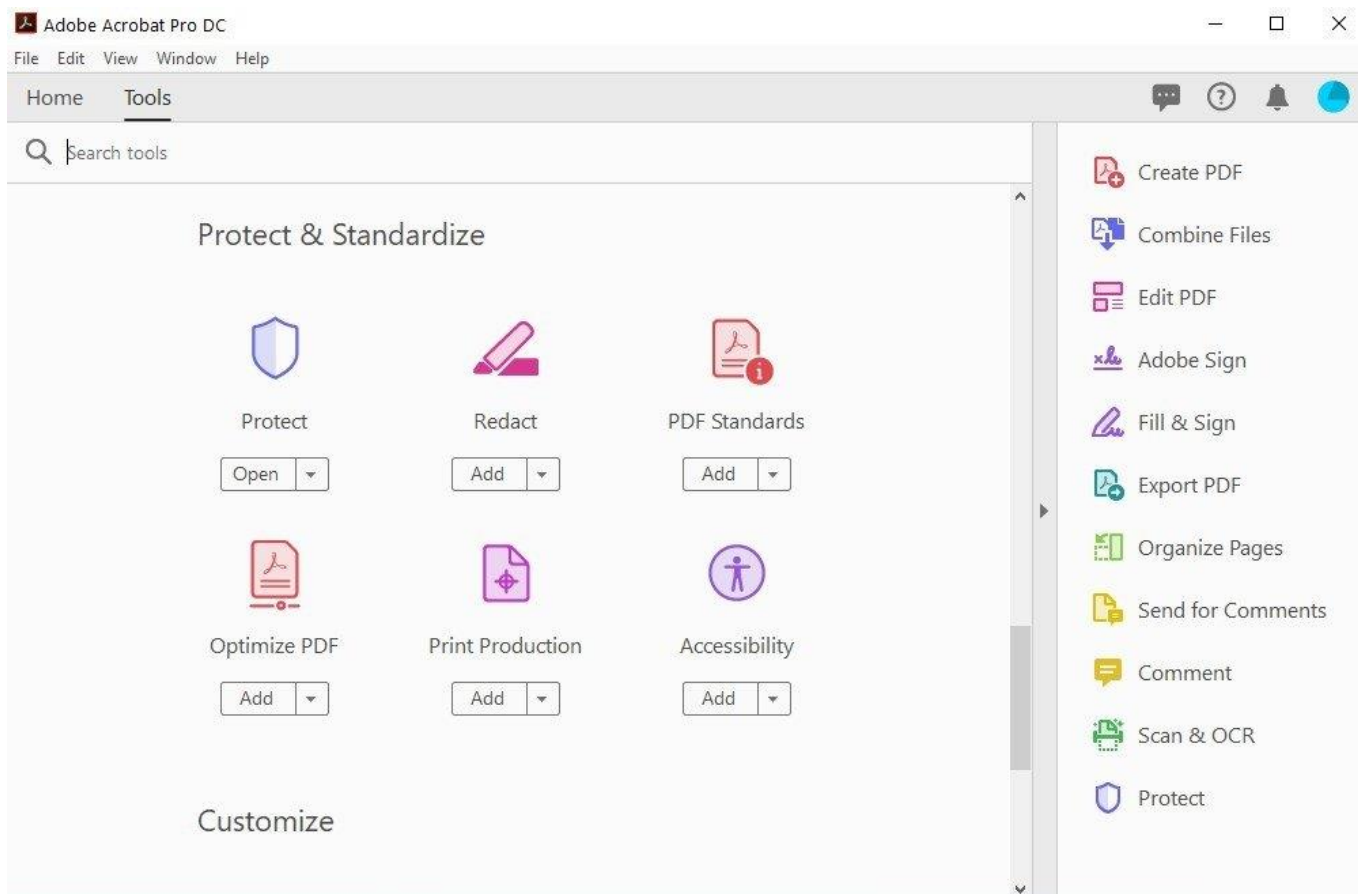 Adobe Acrobat Pro DC
File Edit View Window Help
Home Tools
Search tools
Protect & Standardize
Protect Redact PDF Standards
Open Add Add
Optimize PDF Print Production Accessibility
Add Add Add
Customize
Create PDF
Combine Files
Edit PDF
Adobe Sign
Fill & Sign
Export PDF
Organize Pages
Send for Comments
Comment
Scan & OCR
Protect